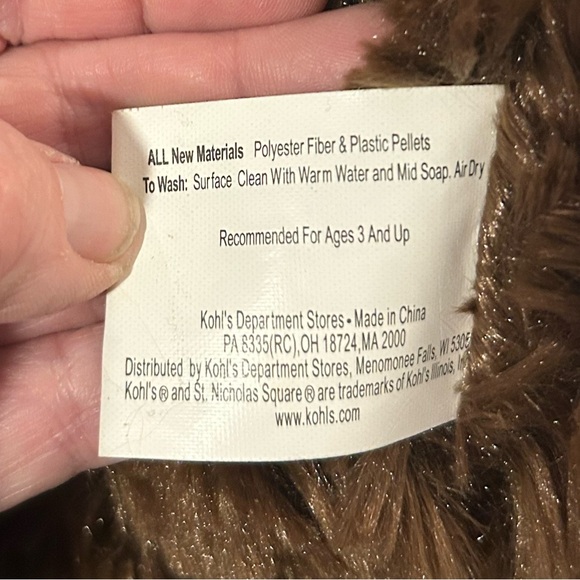 ALL New Materials Polyester Fiber & Plastic Pellets
To Wash: Surface Clean With Warm Water and Mid Soap. Air Dry
Recommended For Ages 3 And Up
Kohl's Department Stores • Made in China
PA 8335(RC),OH 18724,MA 2000
Distributed by Kohl's Department Stores, Menomonee Falls, WI
Kohl's® and St. Nicholas Square® are trademarks of Kohl's Illinois,
www.kohls.com